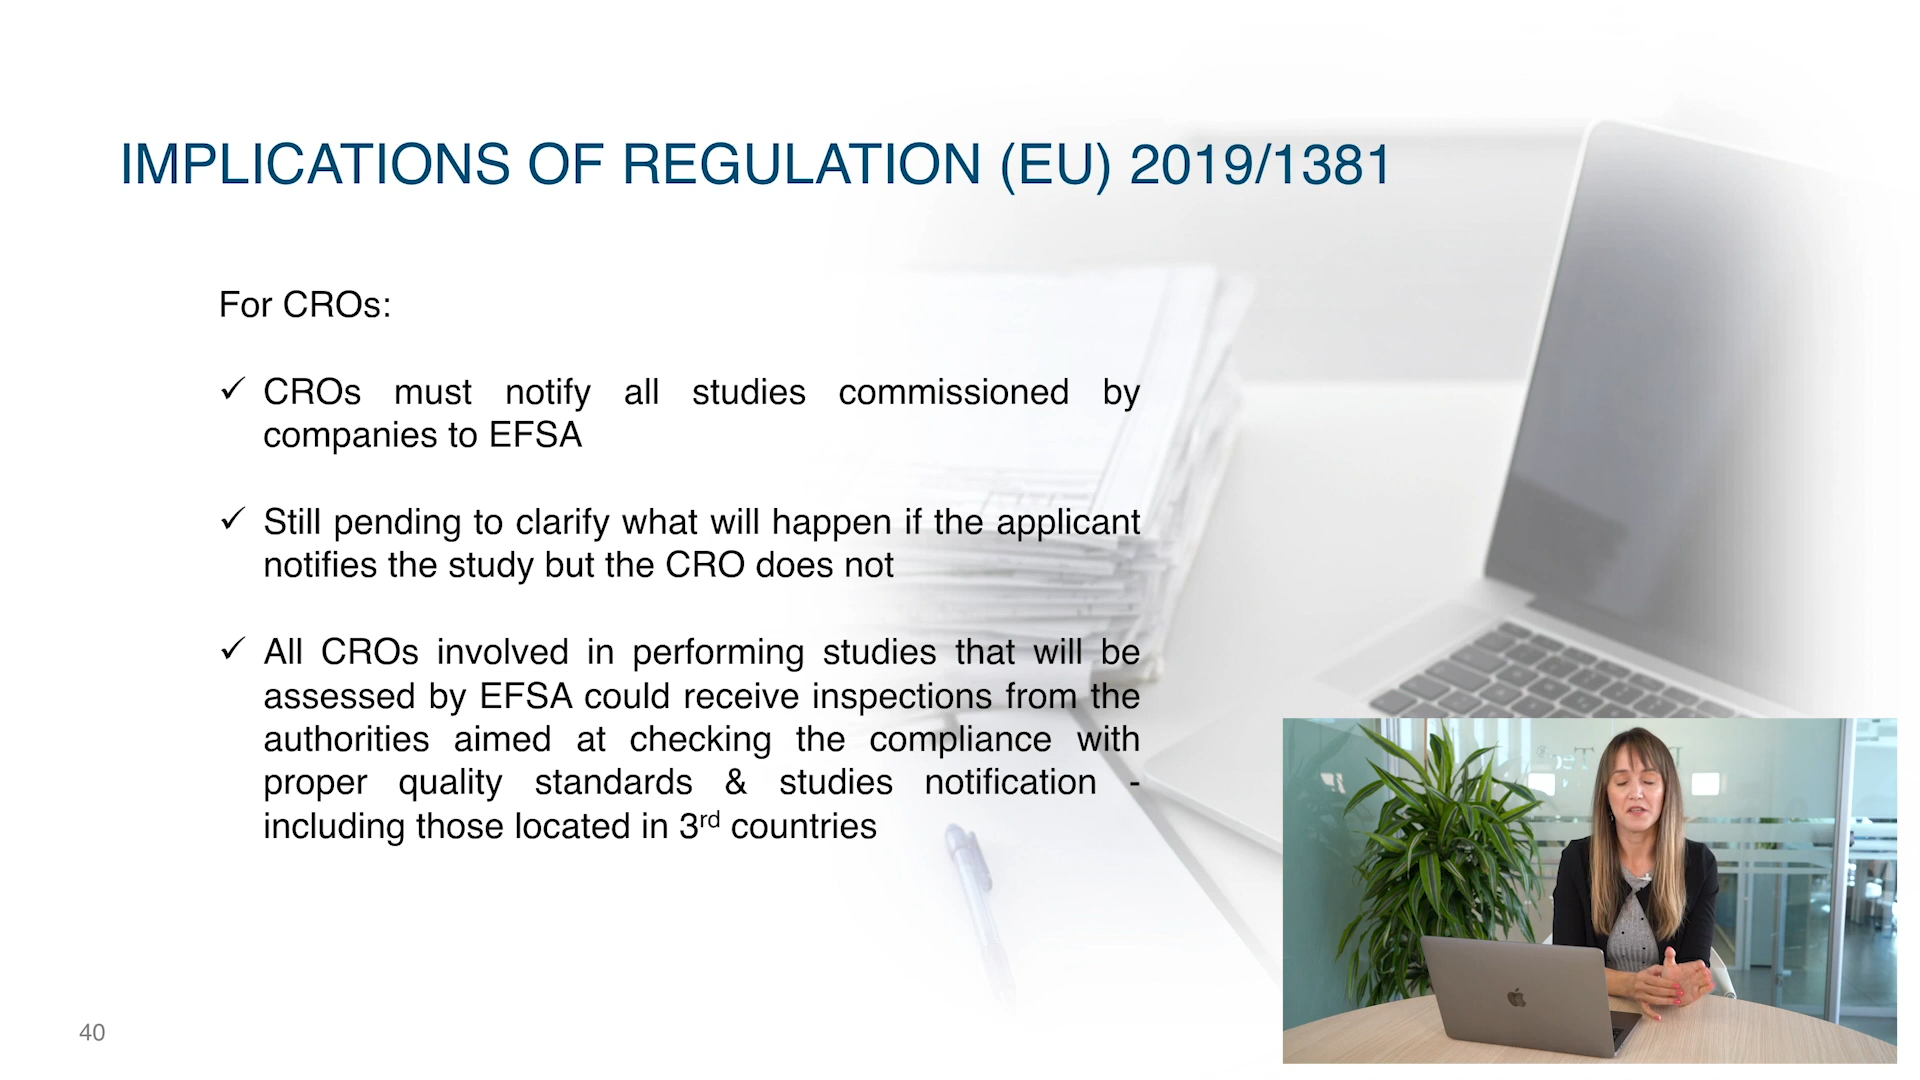 IMPLICATIONS OF REGULATION (EU) 2019/1381
For CROs:
✓ CROs must notify all studies commissioned by
companies to EFSA
✓ Still pending to clarify what will happen if the applicant
notifies the study but the CRO does not
✓ All CROs involved in performing studies that will be
assessed by EFSA could receive inspections from the
authorities aimed at checking the compliance with
proper quality standards & studies notification -
including those located in 3rd countries
40